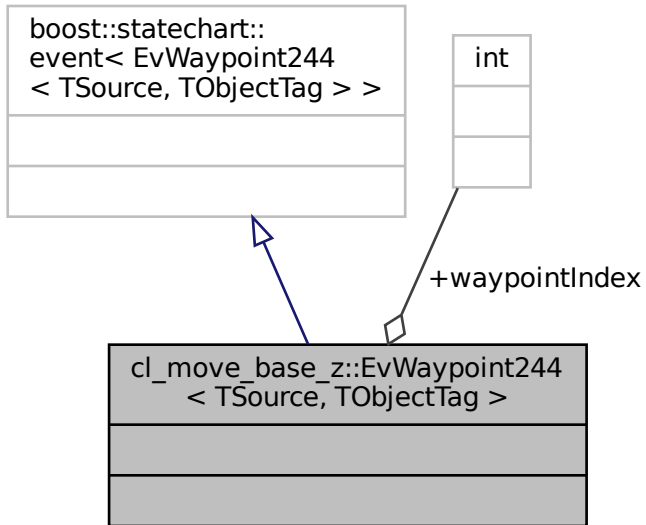 boost::statechart::
event< EvWaypoint244
< TSource, TObjectTag > >
int
+waypointIndex
cl_move_base_z::EvWaypoint244
< TSource, TObjectTag >